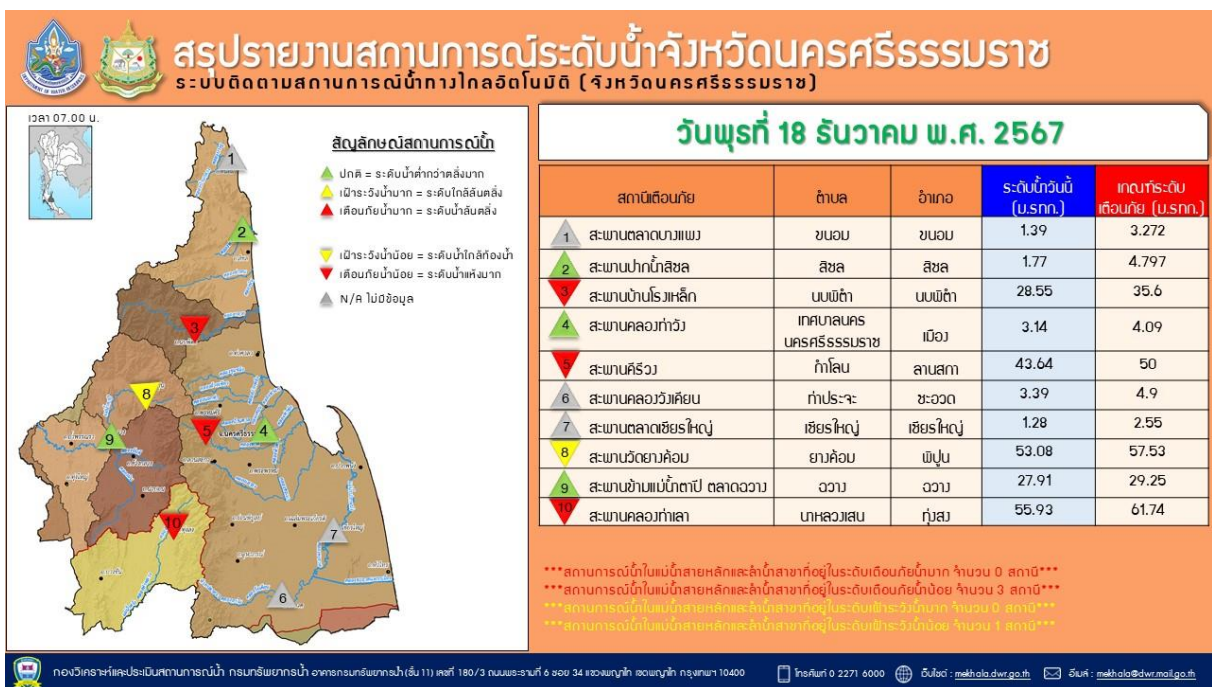 สรุปรายงานสถานการณ์ระดับน้ำจังหวัดนครศรีธรรมราช
ระบบติดตามสถานการณ์น้ำทางไกลอัตโนมัติ (จังหวัดนครศรีธรรมราช)
เวลา 07.00 น.
สัญลักษณ์สถานการณ์น้ำ
ปกติ = ระดับน้ำต่ำกว่าตลิ่งมาก
เฝ้าระวังน้ำมาก = ระดับใกล้ล้นตลิ่ง
เตือนภัยน้ำมาก = ระดับน้ำล้นตลิ่ง
เฝ้าระวังน้ำน้อย = ระดับน้ำใกล้ท้องน้ำ
เตือนภัยน้ำน้อย = ระดับน้ำแห้งมาก
N/A ไม่มีข้อมูล
1
2
3
8
9
5
4
10
7
6
วันพุธที่ 18 ธันวาคม พ.ศ. 2567
สถานีเตือนภัย ตำบล อำเภอ ระดับน้ำวันนี้ (ม.รทก.) เกณฑ์ระดับเตือนภัย (ม.รทก.)
1 สะพานตลาดบางแพง ขนอม ขนอม 1.39 3.272
2 สะพานปากน้ำสิชล สิชล สิชล 1.77 4.797
3 สะพานบ้านโรงเหล็ก นบพิตำ นบพิตำ 28.55 35.6
4 สะพานคลองท่าวัง เทศบาลนครนครศรีธรรมราช เมือง 3.14 4.09
5 สะพานคีรีวง กำโลน ลานสกา 43.64 50
6 สะพานคลองวังเคียน ท่าประจะ ชะอวด 3.39 4.9
7 สะพานตลาดเชียรใหญ่ เชียรใหญ่ เชียรใหญ่ 1.28 2.55
8 สะพานวัดยางค้อม ยางค้อม พิปูน 53.08 57.53
9 สะพานข้ามแม่น้ำตาปี ตลาดฉวาง ฉวาง ฉวาง 27.91 29.25
10 สะพานคลองท่าเลา นาหลวงเสน ทุ่งสง 55.93 61.74
***สถานการณ์น้ำในแม่น้ำสายหลักและลำน้ำสาขาที่อยู่ในระดับเตือนภัยน้ำมาก จำนวน 0 สถานี***
***สถานการณ์น้ำในแม่น้ำสายหลักและลำน้ำสาขาที่อยู่ในระดับเตือนภัยน้ำน้อย จำนวน 3 สถานี***
***สถานการณ์น้ำในแม่น้ำสายหลักและลำน้ำสาขาที่อยู่ในระดับเฝ้าระวังน้ำมาก จำนวน 0 สถานี***
***สถานการณ์น้ำในแม่น้ำสายหลักและลำน้ำสาขาที่อยู่ในระดับเฝ้าระวังน้ำน้อย จำนวน 1 สถานี***
กองวิเคราะห์และประเมินสถานการณ์น้ำ กรมทรัพยากรน้ำ อาคารกรมทรัพยากรน้ำ (ชั้น 11) เลขที่ 180/3 ถนนพระรามที่ 6 ซอย 34 แขวงพญาไท เขตพญาไท กรุงเทพฯ 10400 โทรศัพท์ 0 2271 6000 เว็บไซต์ : mekhala.dwr.go.th อีเมล์ : mekhala@dwr.mail.go.th